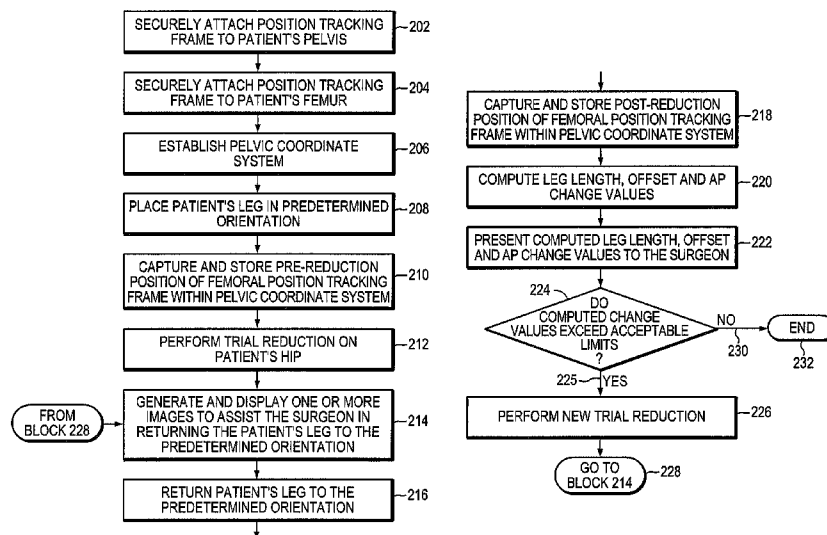 SECURELY ATTACH POSITION TRACKING
FRAME TO PATIENT'S PELVIS
202
SECURELY ATTACH POSITION TRACKING
FRAME TO PATIENT'S FEMUR
204
ESTABLISH PELVIC COORDINATE
SYSTEM
206
PLACE PATIENT'S LEG IN PREDETERMINED
ORIENTATION
208
CAPTURE AND STORE PRE-REDUCTION
POSITION OF FEMORAL POSITION TRACKING
FRAME WITHIN PELVIC COORDINATE SYSTEM
210
PERFORM TRIAL REDUCTION ON
PATIENT'S HIP
212
FROM
BLOCK 228
GENERATE AND DISPLAY ONE OR MORE
IMAGES TO ASSIST THE SURGEON IN
RETURNING THE PATIENT'S LEG TO THE
PREDETERMINED ORIENTATION
214
RETURN PATIENT'S LEG TO THE
PREDETERMINED ORIENTATION
216
CAPTURE AND STORE POST-REDUCTION
POSITION OF FEMORAL POSITION TRACKING
FRAME WITHIN PELVIC COORDINATE SYSTEM
218
COMPUTE LEG LENGTH, OFFSET AND AP
CHANGE VALUES
220
PRESENT COMPUTED LEG LENGTH, OFFSET
AND AP CHANGE VALUES TO THE SURGEON
222
224
DO
COMPUTED CHANGE
VALUES EXCEED ACCEPTABLE
LIMITS
?
NO
230
END
232
225
YES
PERFORM NEW TRIAL REDUCTION
226
GO TO
BLOCK 214
228